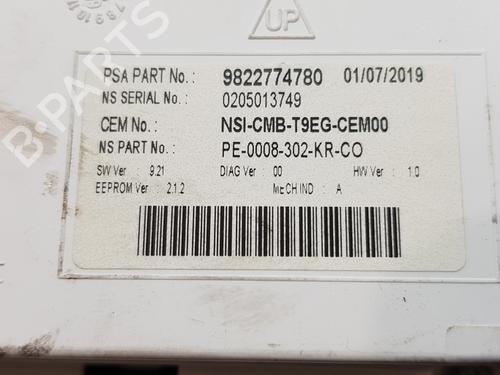 UP
PSA PART No.: 9822774780 01/07/2019
NS SERIAL No.: 0205013749
CEM No.: NSI-CMB-T9EG-CEM00
NS PART No.: PE-0008-302-KR-CO
SW Ver : 9.21 DIAG Ver : 00 HW Ver : 1.0
EEPROM Ver : 2.1.2 MECH IND : A
B-PARTS